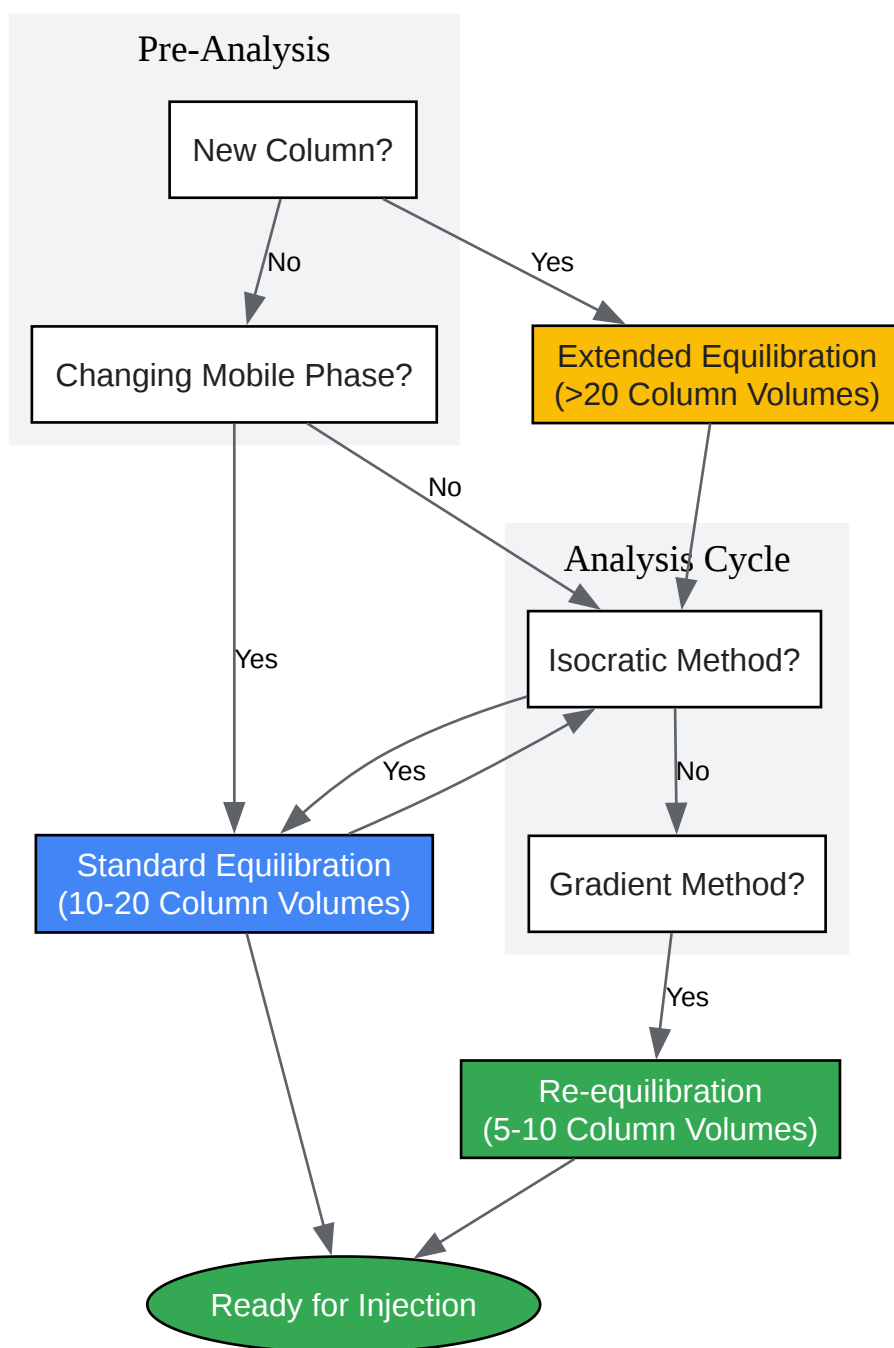 Pre-Analysis
New Column?
No
Yes
Changing Mobile Phase?
Extended Equilibration
(>20 Column Volumes)
No
Analysis Cycle
Isocratic Method?
Yes
Yes
No
Standard Equilibration
(10-20 Column Volumes)
Gradient Method?
Yes
Re-equilibration
(5-10 Column Volumes)
Ready for Injection